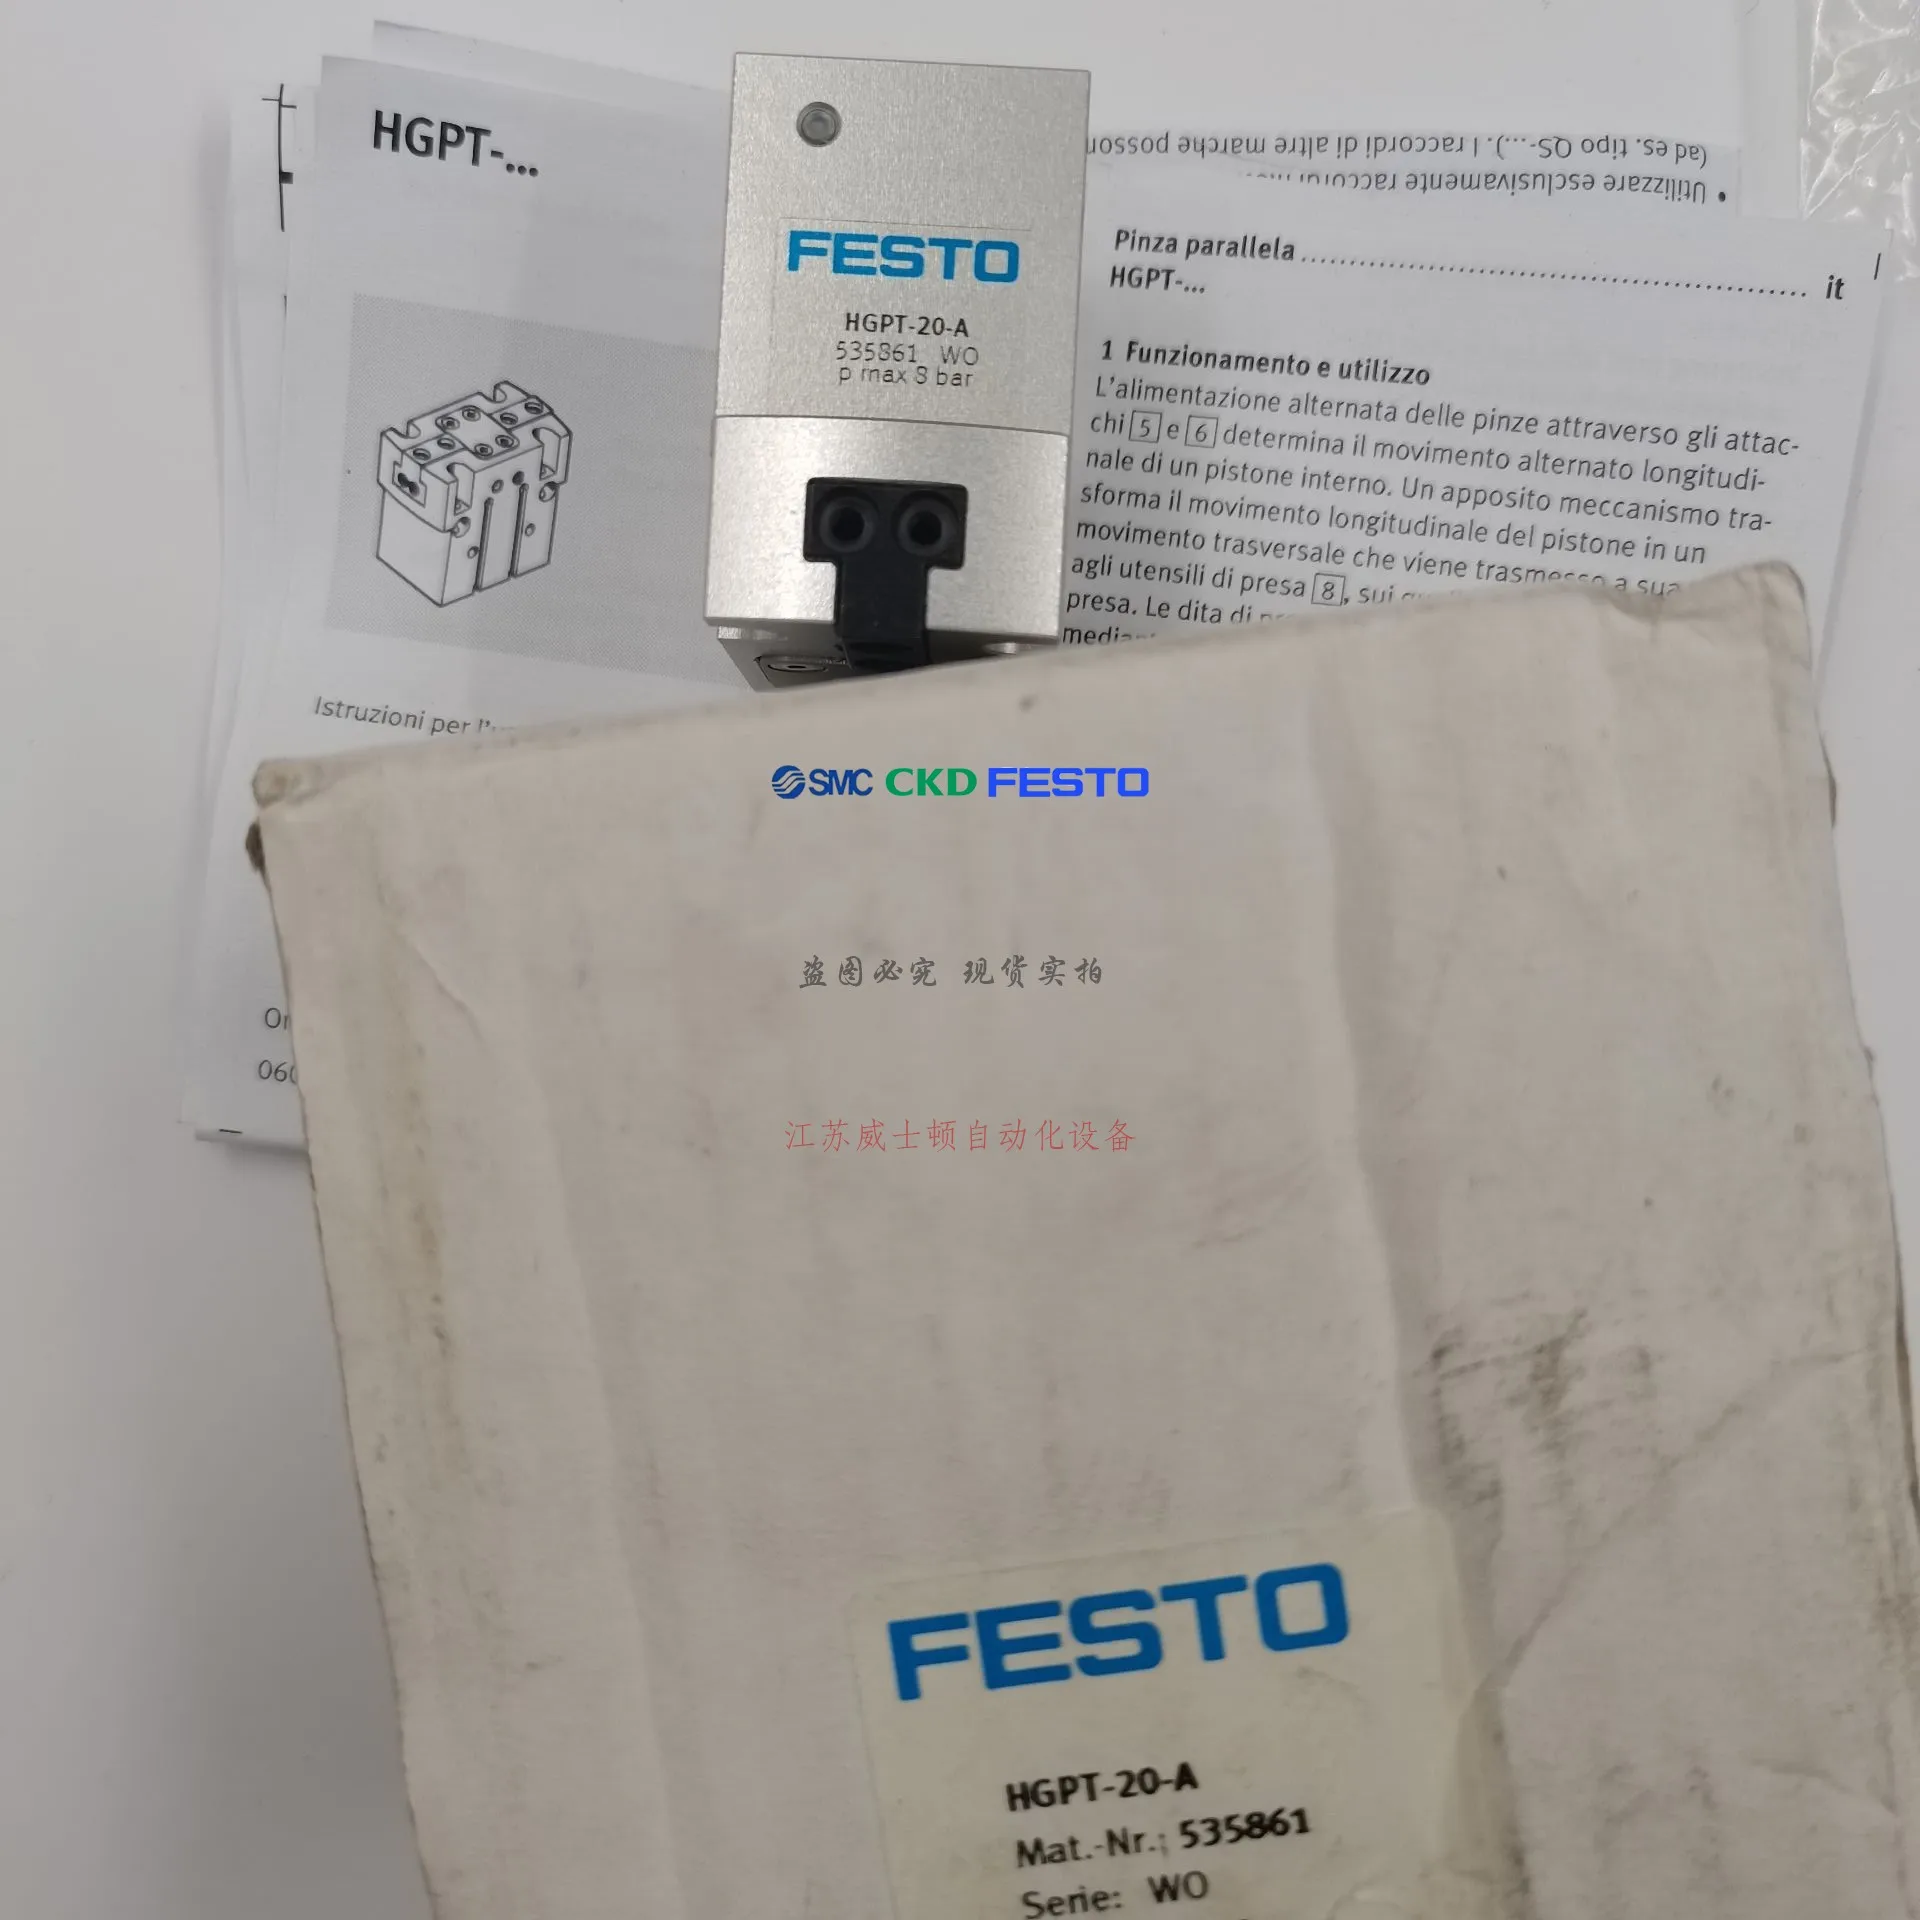 HGPT-...
Istruzioni per l'
FESTO
HGPT-20-A
535861 WO
p max 8 bar
(ad es. tipo QS-...). I raccordi di altre marche
• Utilizzare esclusivamente raccordi
Pinza parallela ........................................................ it
HGPT-...
1 Funzionamento e utilizzo
L'alimentazione alternata delle pinze attraverso gli attac-
chi 5 e 6 determina il movimento alternato longitudi-
nale di un pistone interno. Un apposito meccanismo tra-
sforma il movimento longitudinale del pistone in un
movimento trasversale che viene trasmesso a sua
agli utensili di presa 8, sui
presa. Le dita di
SMC CKD FESTO
盗图必究 现货实拍
江苏威士顿自动化设备
FESTO
HGPT-20-A
Mat.-Nr.: 535861
Serie: WO